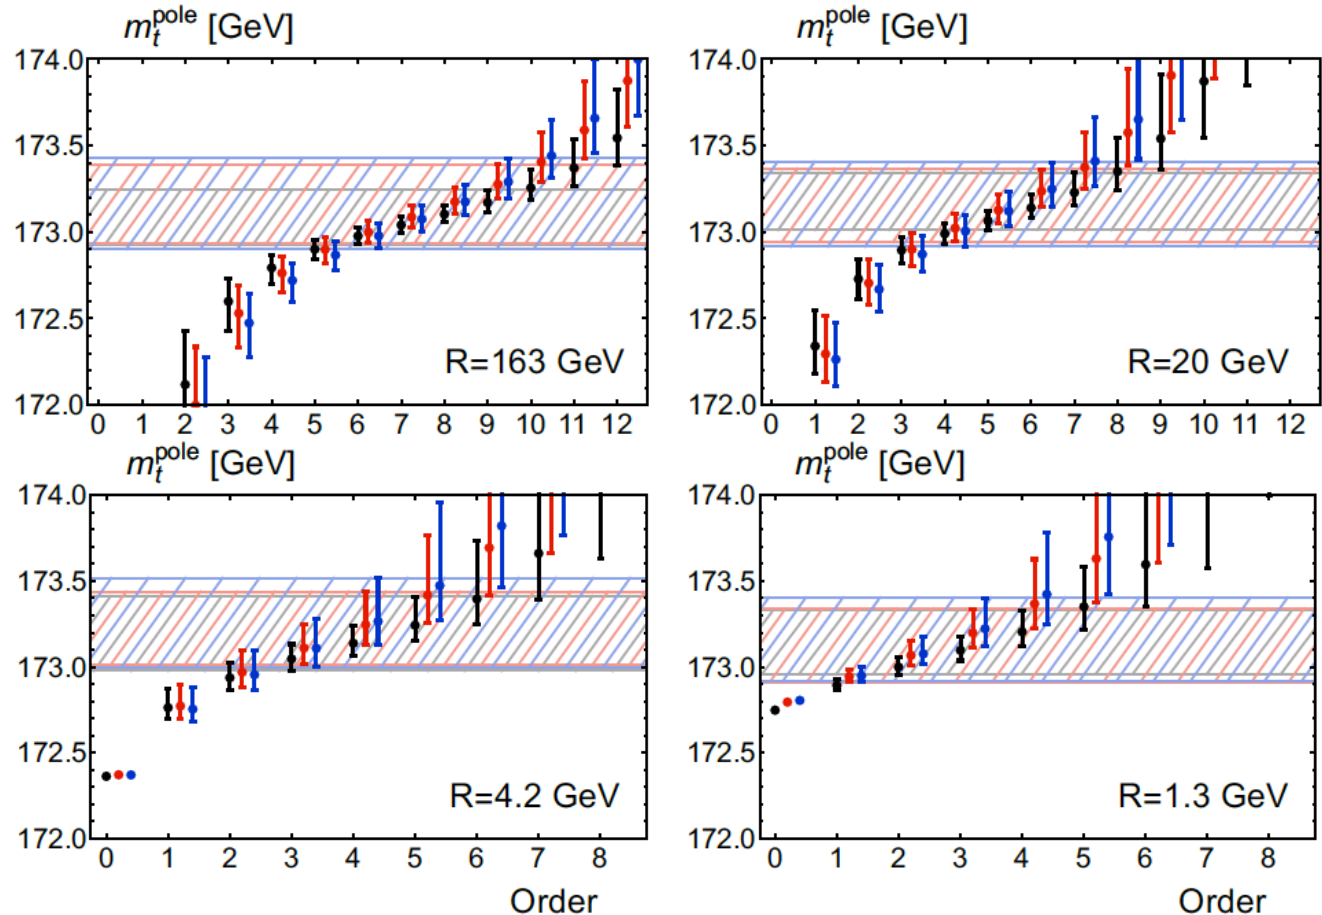 m_t^pole [GeV]
m_t^pole [GeV]
174.0
173.5
173.0
172.5
172.0
R=163 GeV
0 1 2 3 4 5 6 7 8 9 10 11 12
174.0
173.5
173.0
172.5
172.0
R=20 GeV
0 1 2 3 4 5 6 7 8 9 10 11 12
m_t^pole [GeV]
174.0
173.5
173.0
172.5
172.0
R=4.2 GeV
0 1 2 3 4 5 6 7 8
Order
m_t^pole [GeV]
174.0
173.5
173.0
172.5
172.0
R=1.3 GeV
0 1 2 3 4 5 6 7 8
Order